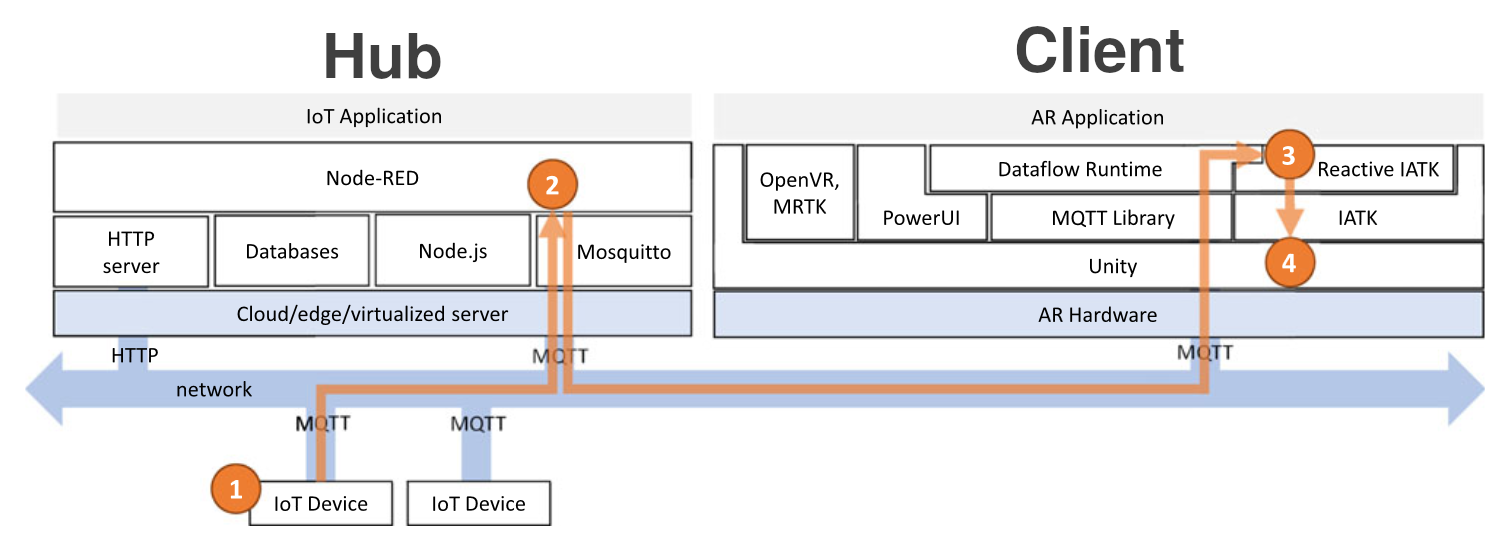 Hub
Client
IoT Application
AR Application
Node-RED
2
OpenVR,
MRTK
Dataflow Runtime
3
Reactive IATK
PowerUI
MQTT Library
IATK
HTTP
server
Databases
Node.js
Mosquitto
Unity
4
Cloud/edge/virtualized server
AR Hardware
HTTP
MQTT
MQTT
network
MQTT
MQTT
1
IoT Device
IoT Device